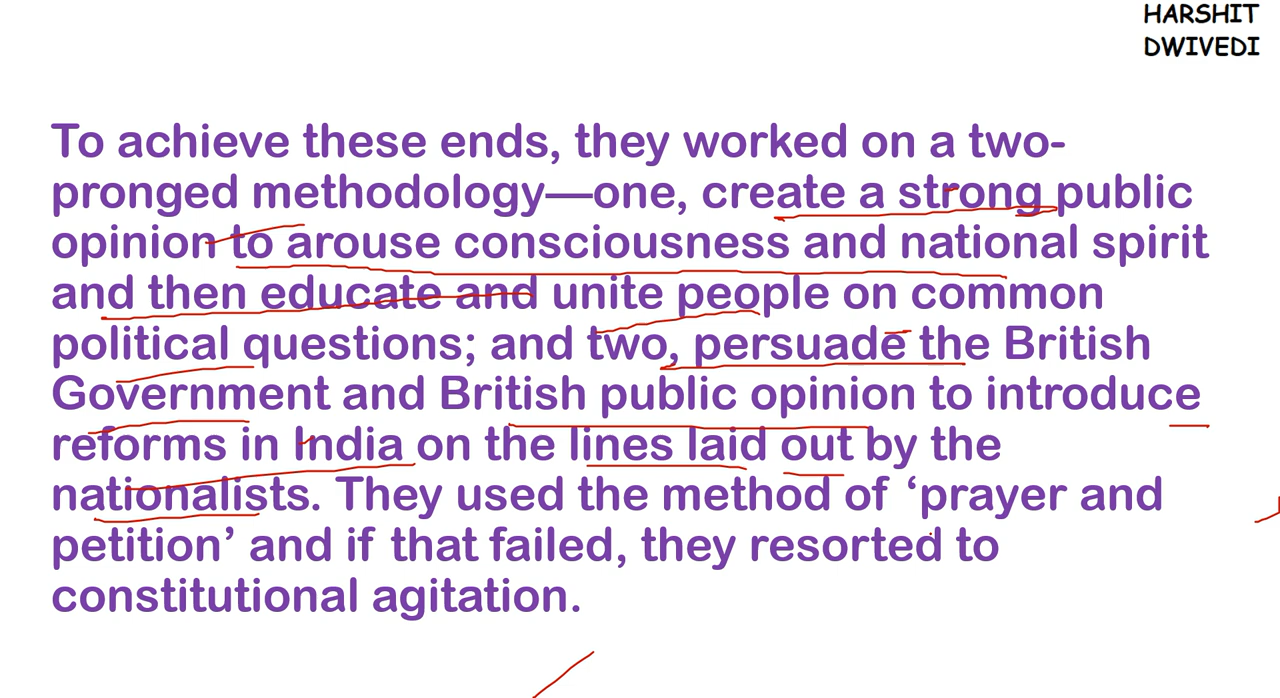 HARSHIT
DWIVEDI
To achieve these ends, they worked on a two-
pronged methodology—one, create a strong public
opinion to arouse consciousness and national spirit
and then educate and unite people on common
political questions; and two, persuade the British
Government and British public opinion to introduce
reforms in India on the lines laid out by the
nationalists. They used the method of ‘prayer and
petition’ and if that failed, they resorted to
constitutional agitation.